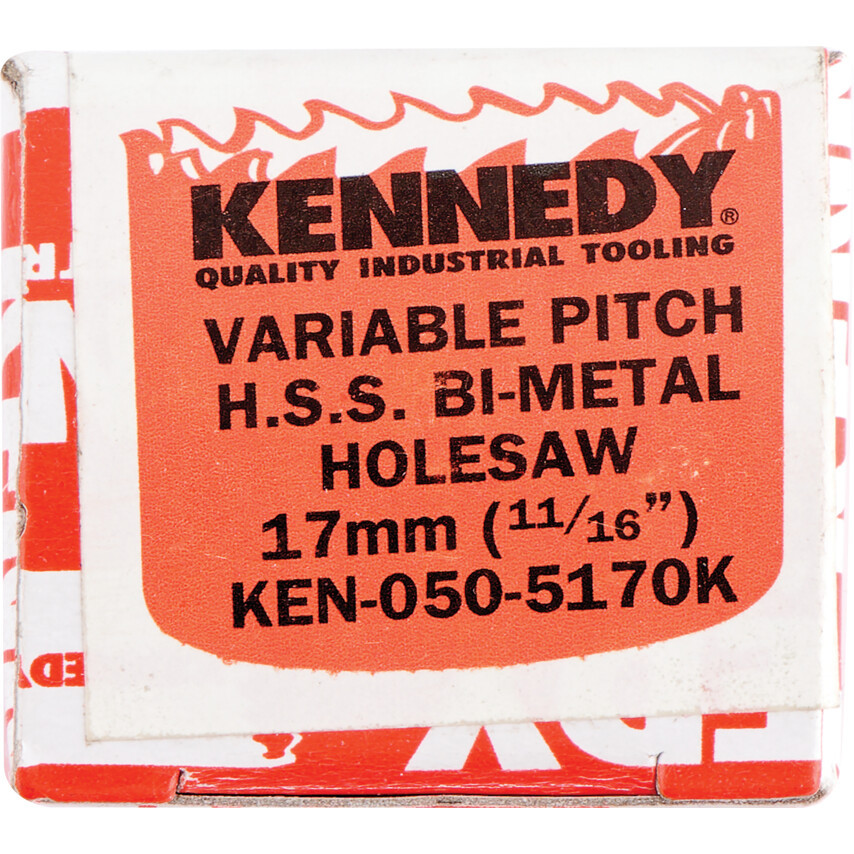 KENNEDY®
QUALITY INDUSTRIAL TOOLING
VARIABLE PITCH
H.S.S. BI-METAL
HOLESAW
17mm (11/16”)
KEN-050-5170K